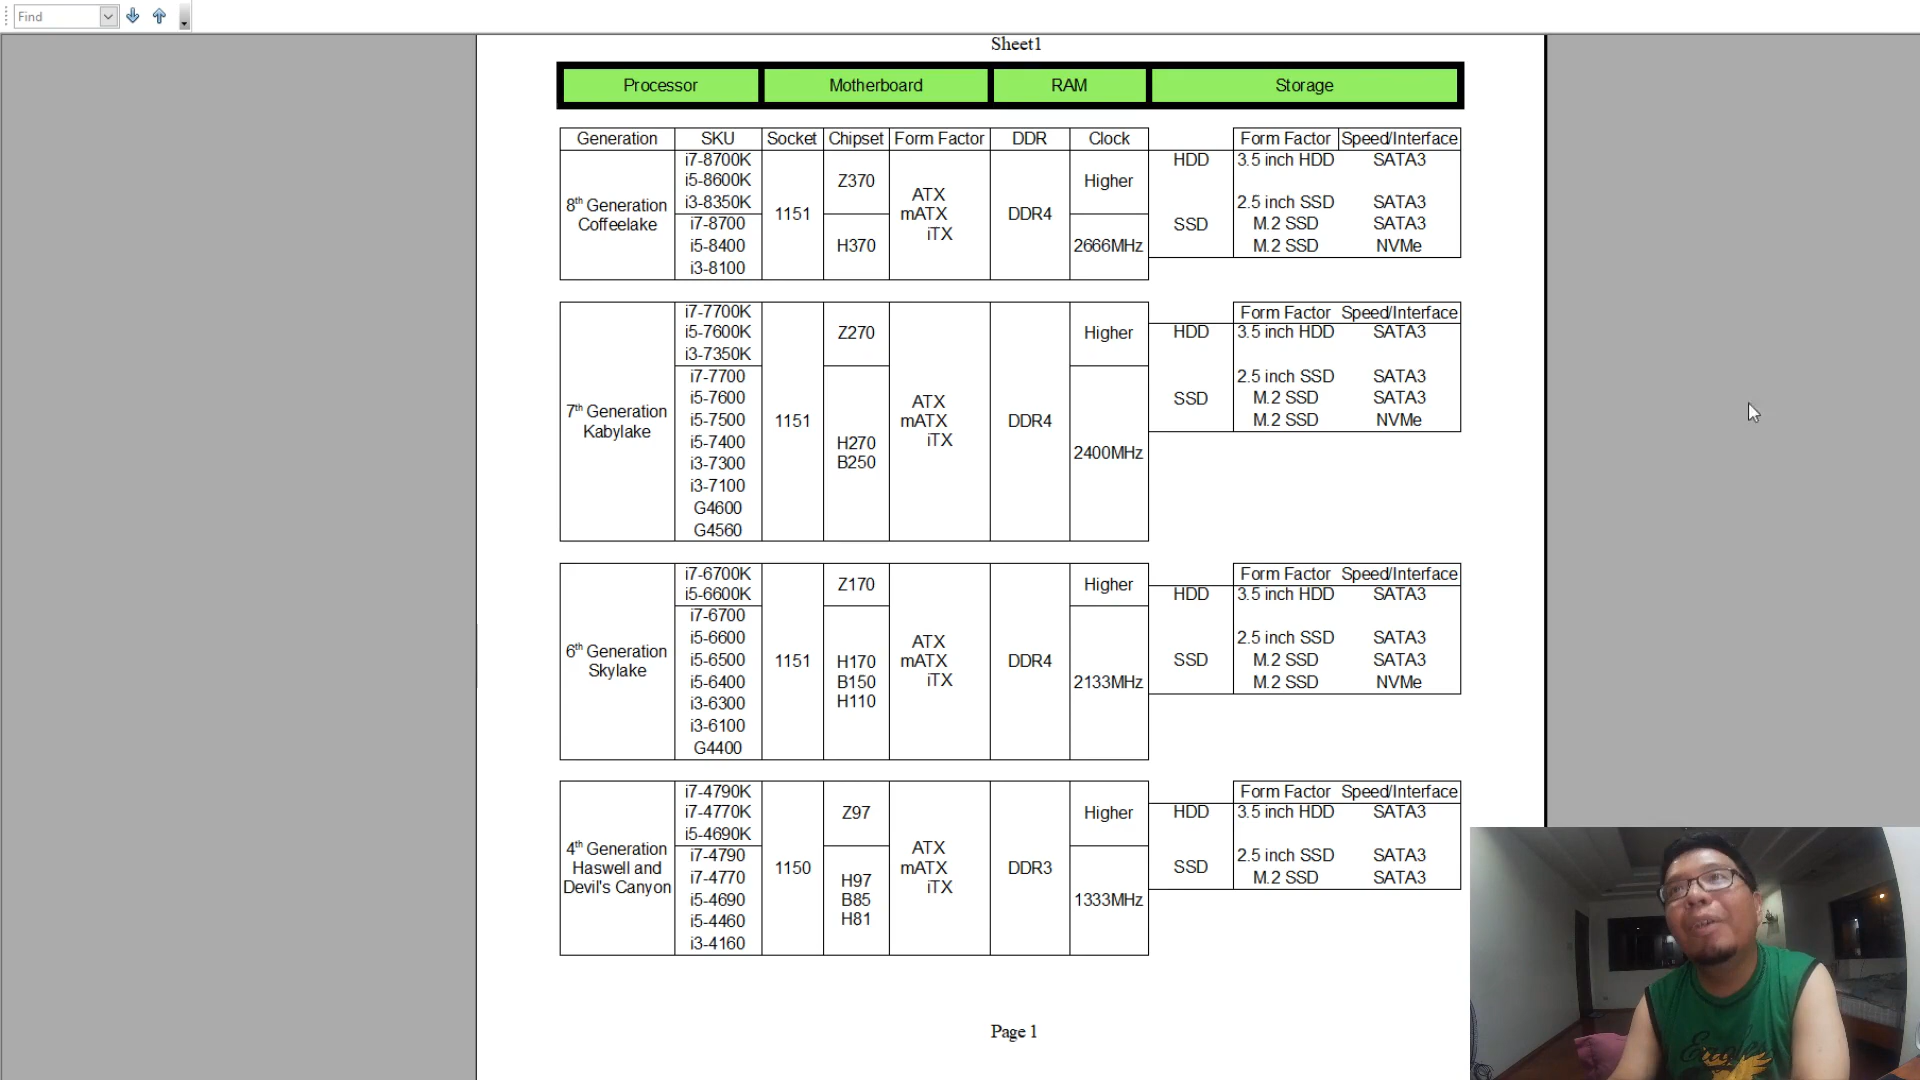 Find
Sheet1
Processor Motherboard RAM Storage
Generation SKU Socket Chipset Form Factor DDR Clock Form Factor Speed/Interface
8th Generation
Coffeelake
i7-8700K
i5-8600K
i3-8350K
i7-8700
i5-8400
i3-8100
1151
Z370
H370
ATX
mATX
iTX
DDR4
Higher
2666MHz
HDD 3.5 inch HDD SATA3
2.5 inch SSD SATA3
SSD M.2 SSD SATA3
M.2 SSD NVMe
7th Generation
Kabylake
i7-7700K
i5-7600K
i3-7350K
i7-7700
i5-7600
i5-7500
i5-7400
i3-7300
i3-7100
G4600
G4560
1151
Z270
H270
B250
ATX
mATX
iTX
DDR4
Higher
2400MHz
Form Factor Speed/Interface
HDD 3.5 inch HDD SATA3
2.5 inch SSD SATA3
SSD M.2 SSD SATA3
M.2 SSD NVMe
6th Generation
Skylake
i7-6700K
i5-6600K
i7-6700
i5-6600
i5-6500
i5-6400
i3-6300
i3-6100
G4400
1151
Z170
H170
B150
H110
ATX
mATX
iTX
DDR4
Higher
2133MHz
Form Factor Speed/Interface
HDD 3.5 inch HDD SATA3
2.5 inch SSD SATA3
SSD M.2 SSD SATA3
M.2 SSD NVMe
4th Generation
Haswell and
Devil's Canyon
i7-4790K
i7-4770K
i5-4690K
i7-4790
i7-4770
i5-4690
i5-4460
i3-4160
1150
Z97
H97
B85
H81
ATX
mATX
iTX
DDR3
Higher
1333MHz
Form Factor Speed/Interface
HDD 3.5 inch HDD SATA3
2.5 inch SSD SATA3
SSD M.2 SSD SATA3
Page 1